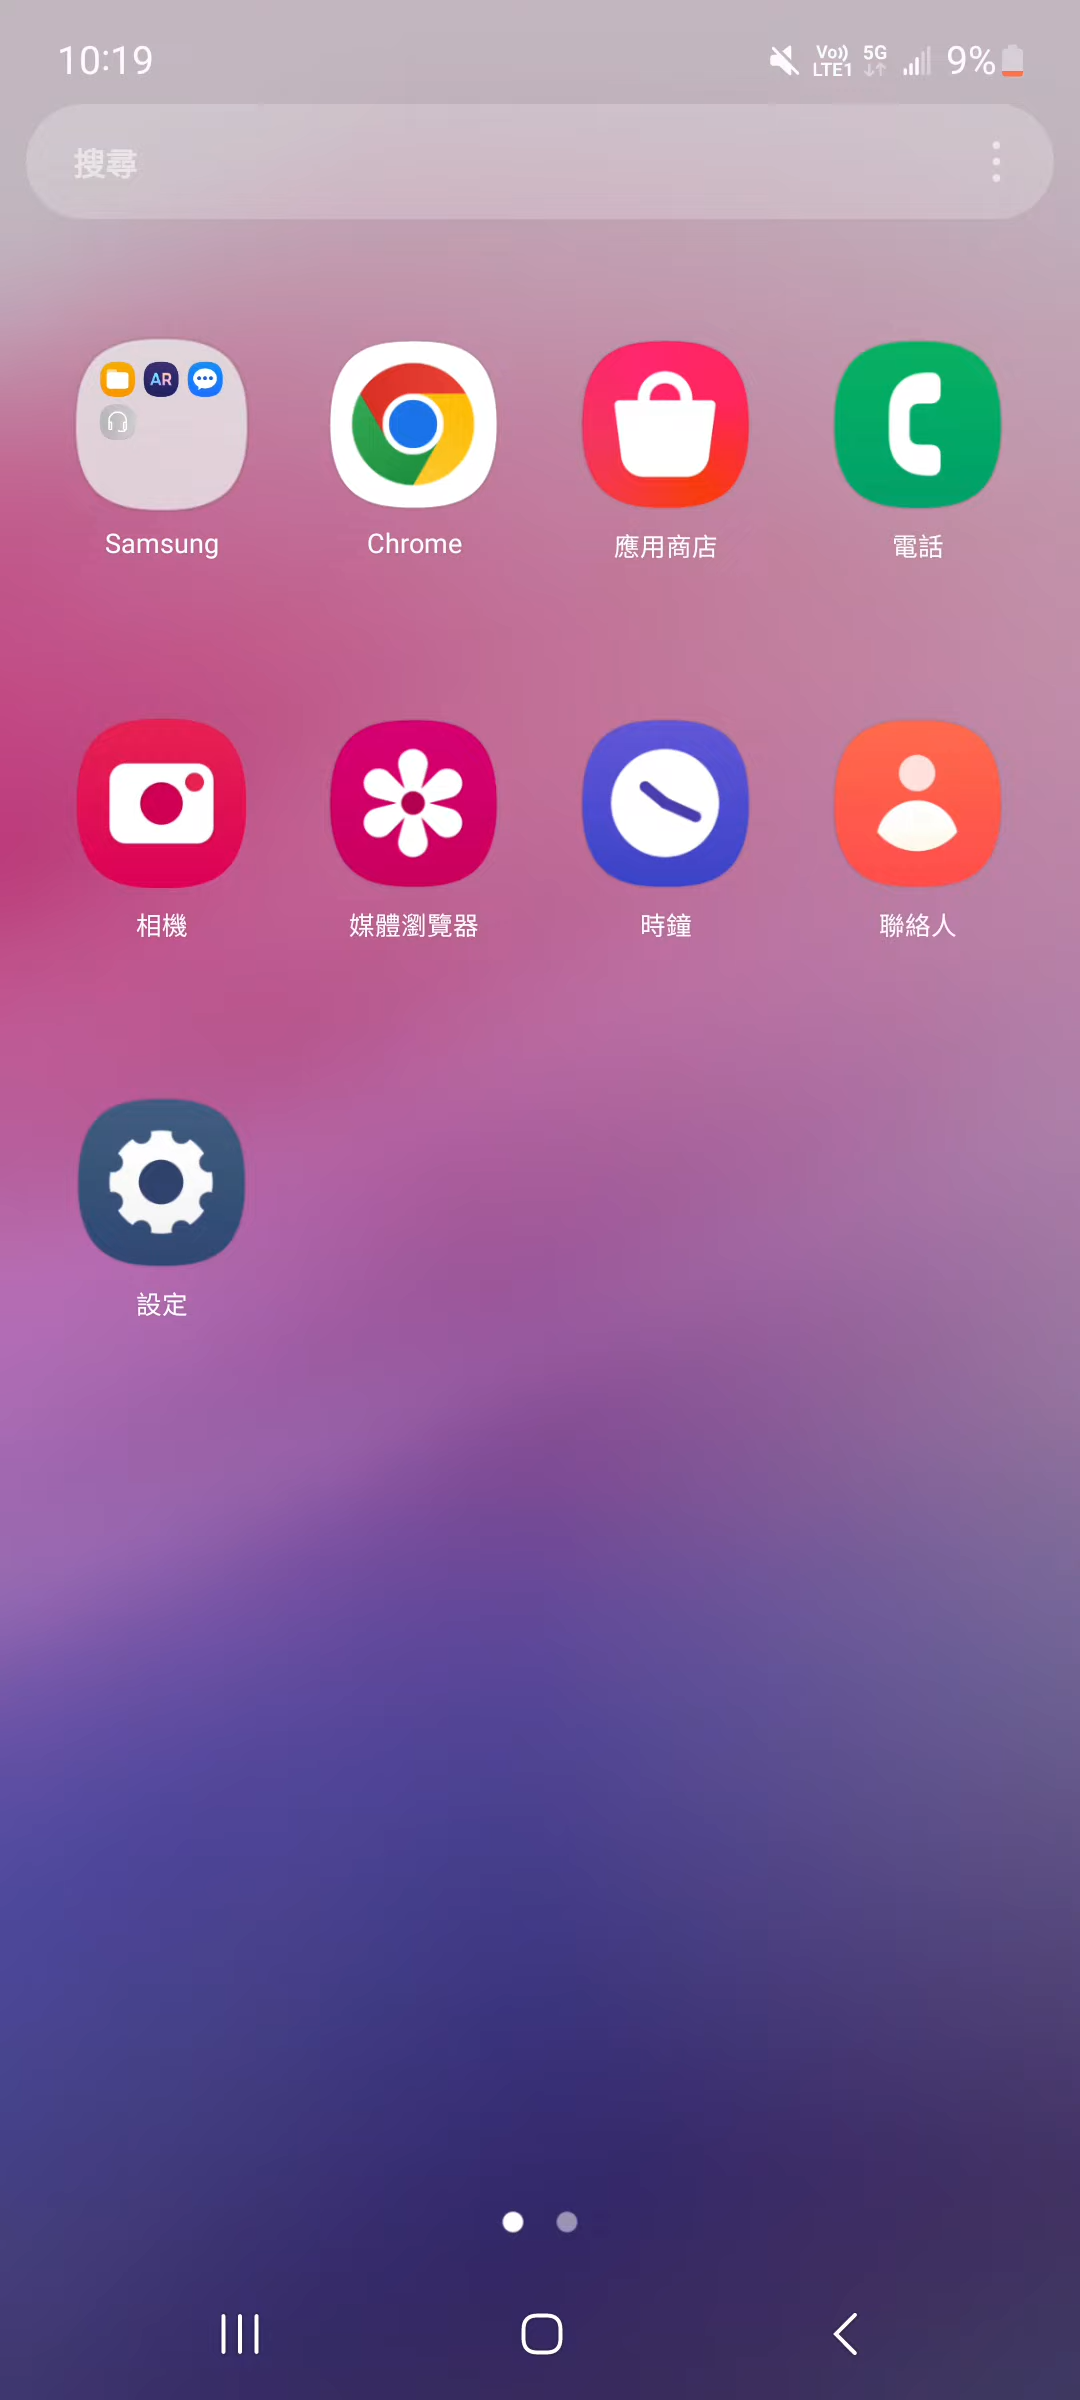 10:19
Vo)) LTE1 5G 9%
搜尋
AR
Samsung
Chrome
應用商店
電話
相機
媒體瀏覽器
時鐘
聯絡人
設定